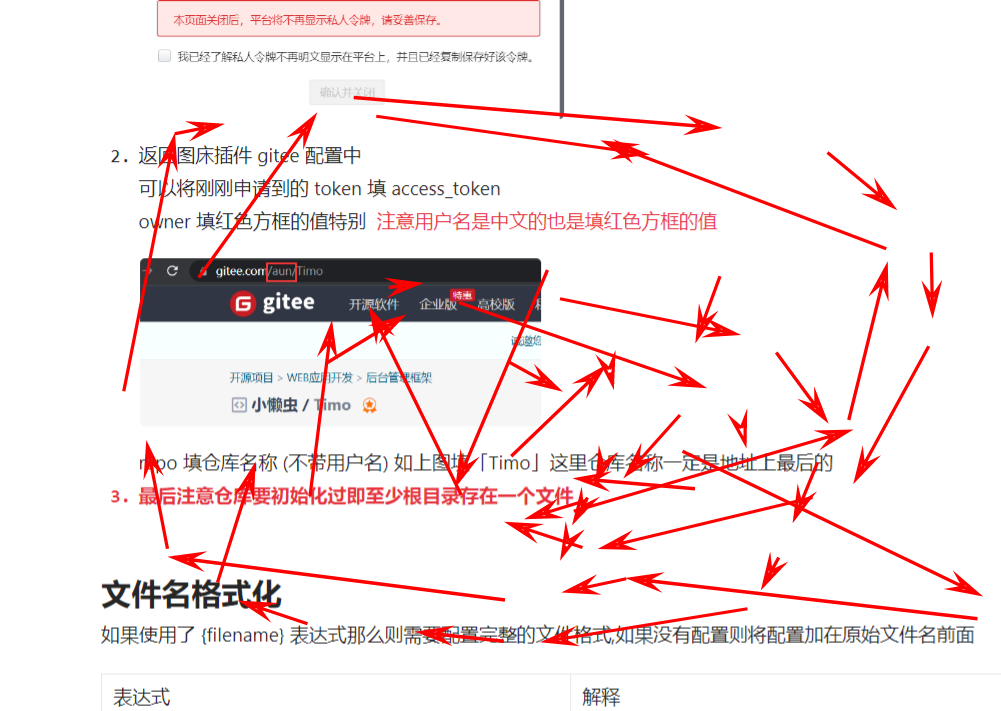 本页面关闭后，平台将不再显示私人令牌，请妥善保存。
我已经了解私人令牌不再明文显示在平台上，并且已经复制保存好该令牌。
确认并关闭
2. 返回图床插件 gitee 配置中
可以将刚刚申请到的 token 填 access_token
owner 填红色方框的值特别 注意用户名是中文的也是填红色方框的值
gitee.com/aun/Timo
gitee 开源软件 企业版 特惠 高校版
开源项目 > WEB应用开发 > 后台管理框架
小懒虫 / Timo
repo 填仓库名称 (不带用户名) 如上图填「Timo」这里仓库名称一定是地址上最后的
3. 最后注意仓库要初始化过即至少根目录存在一个文件
文件名格式化
如果使用了 {filename} 表达式那么则需要配置完整的文件格式,如果没有配置则将配置加在原始文件名前面
表达式 解释